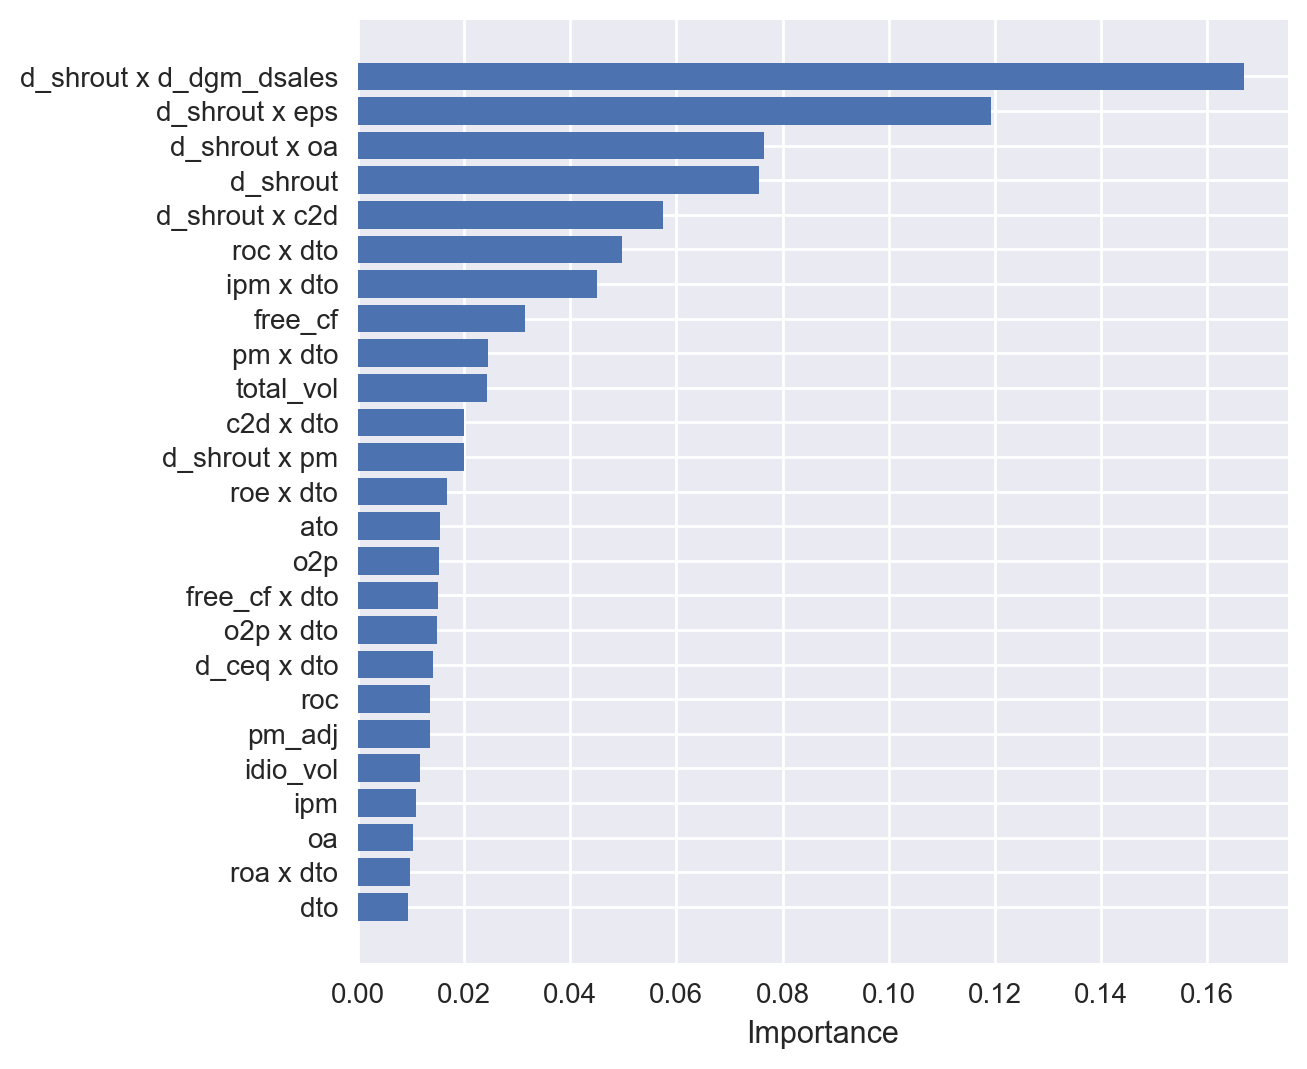 d_shrout x d_dgm_dsales
d_shrout x eps
d_shrout x oa
d_shrout
d_shrout x c2d
roc x dto
ipm x dto
free_cf
pm x dto
total_vol
c2d x dto
d_shrout x pm
roe x dto
ato
o2p
free_cf x dto
o2p x dto
d_ceq x dto
roc
pm_adj
idio_vol
ipm
oa
roa x dto
dto
0.00 0.02 0.04 0.06 0.08 0.10 0.12 0.14 0.16
Importance